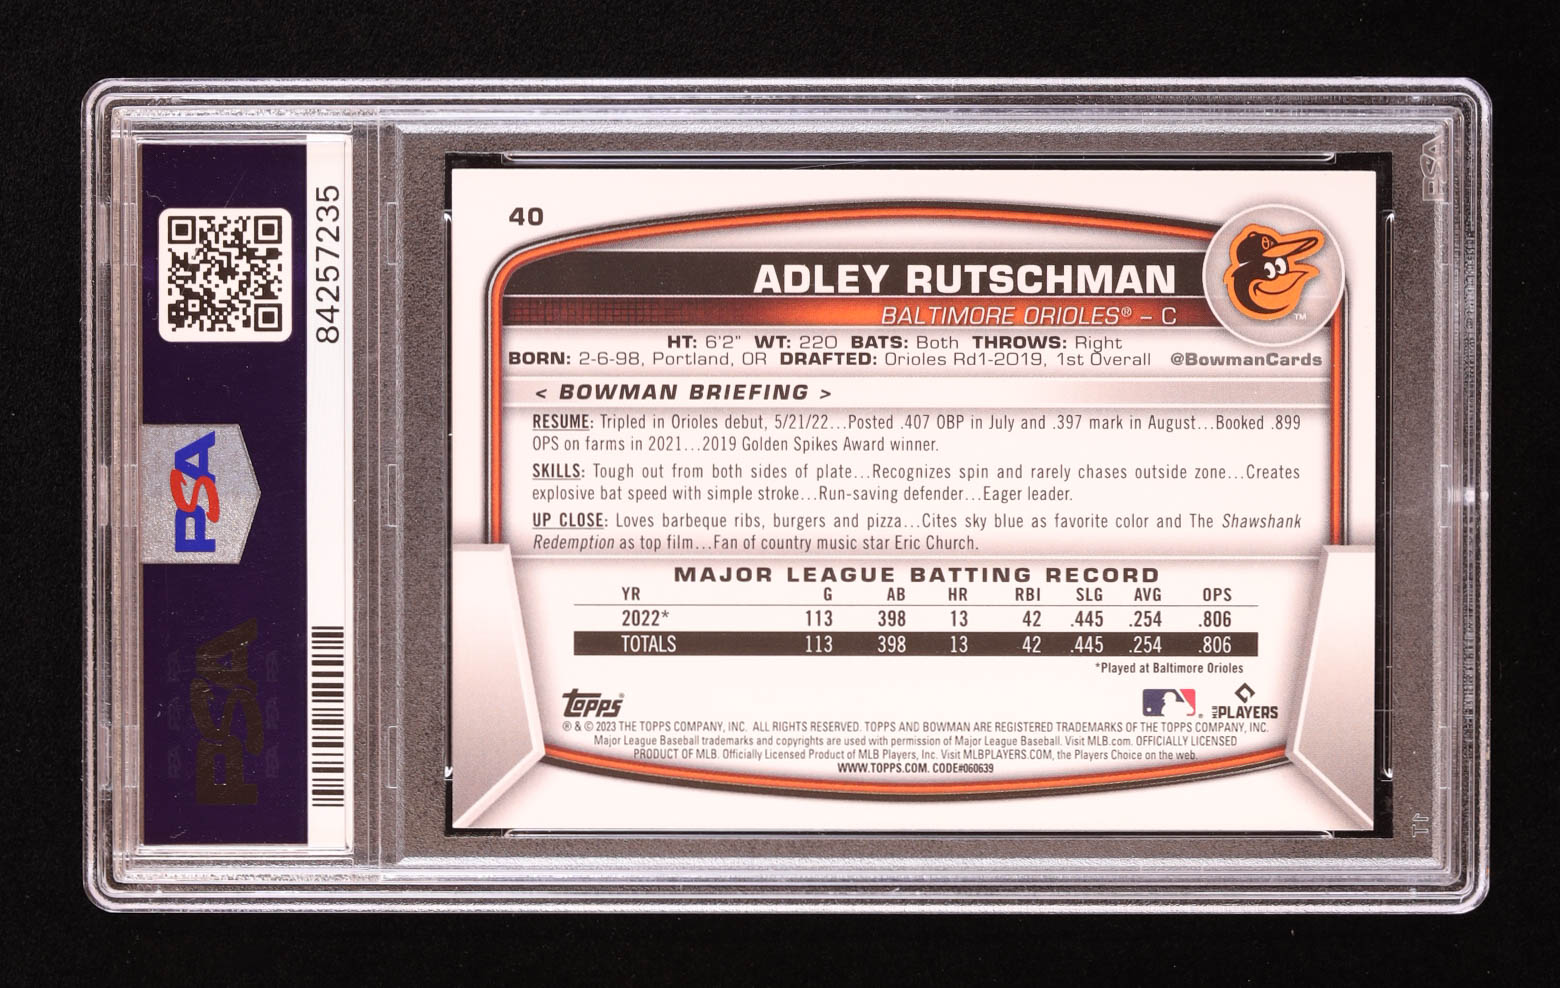 84257235
PSA
PSA
PSA
40
ADLEY RUTSCHMAN
BALTIMORE ORIOLES® – C
TM
HT: 6'2" WT: 220 BATS: Both THROWS: Right
BORN: 2-6-98, Portland, OR DRAFTED: Orioles Rd1-2019, 1st Overall @BowmanCards
< BOWMAN BRIEFING >
RESUME: Tripled in Orioles debut, 5/21/22...Posted .407 OBP in July and .397 mark in August...Booked .899
OPS on farms in 2021...2019 Golden Spikes Award winner.
SKILLS: Tough out from both sides of plate...Recognizes spin and rarely chases outside zone...Creates
explosive bat speed with simple stroke...Run-saving defender...Eager leader.
UP CLOSE: Loves barbeque ribs, burgers and pizza...Cites sky blue as favorite color and The Shawshank
Redemption as top film...Fan of country music star Eric Church.
MAJOR LEAGUE BATTING RECORD
YR G AB HR RBI SLG AVG OPS
2022* 113 398 13 42 .445 .254 .806
TOTALS 113 398 13 42 .445 .254 .806
*Played at Baltimore Orioles
Topps®
MLB PLAYERS
® & © 2023 THE TOPPS COMPANY, INC. ALL RIGHTS RESERVED. TOPPS AND BOWMAN ARE REGISTERED TRADEMARKS OF THE TOPPS COMPANY, INC.
Major League Baseball trademarks and copyrights are used with permission of Major League Baseball. Visit MLB.com. OFFICIALLY LICENSED
PRODUCT OF MLB. Officially Licensed Product of MLB Players, Inc. Visit MLBPLAYERS.COM, the Players Choice on the web.
WWW.TOPPS.COM. CODE#060639